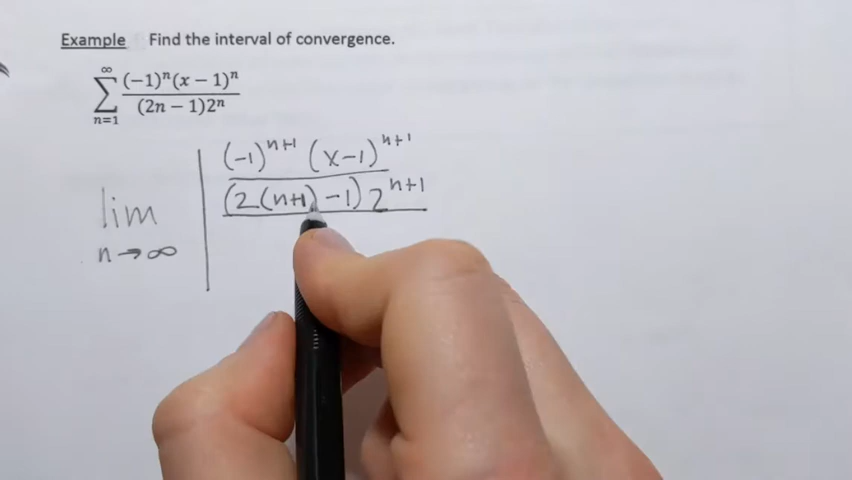 Example Find the interval of convergence.
∞
∑ (−1)ⁿ(x − 1)ⁿ
(2n − 1)2ⁿ
n=1
(-1)ⁿ⁺¹ (x-1)ⁿ⁺¹
(2(n+1) -1) 2ⁿ⁺¹
lim
n→∞